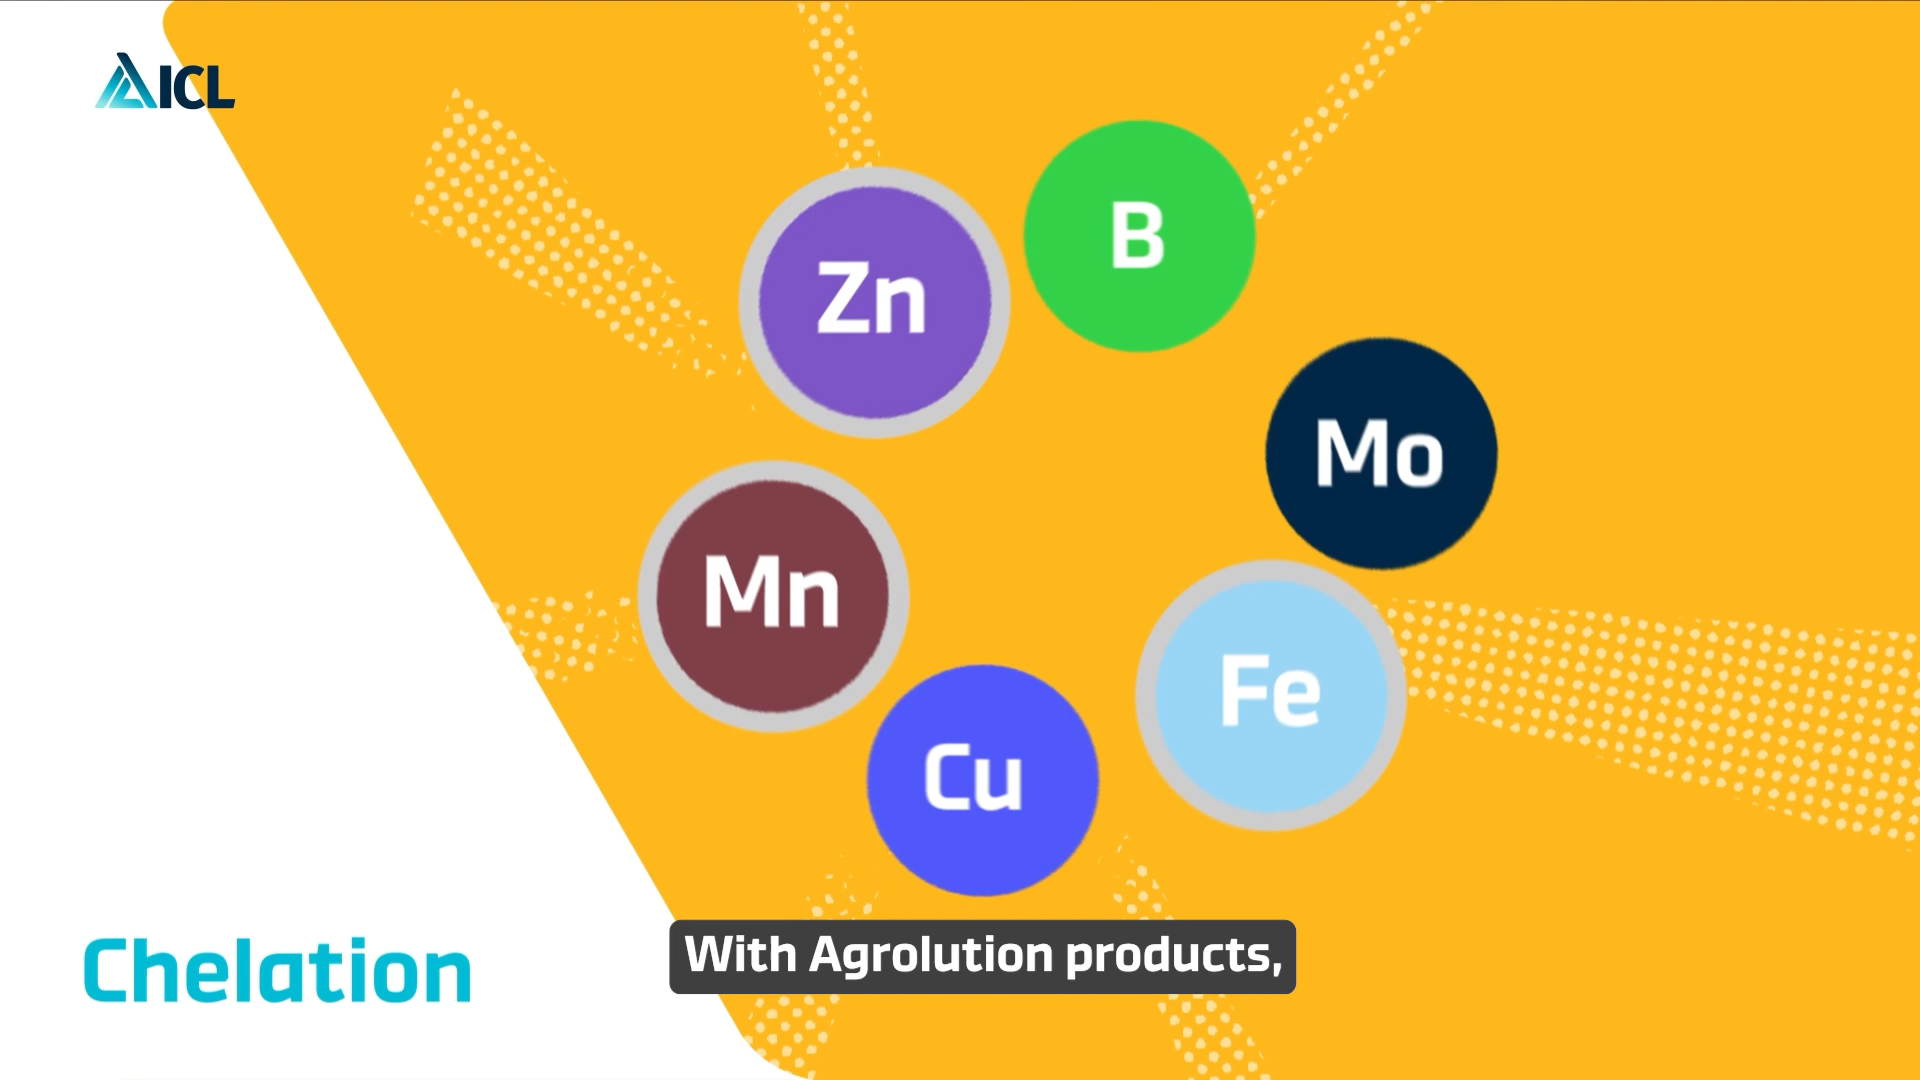 ICL
B
Zn
Mo
Mn
Fe
Cu
With Agrolution products,
Chelation